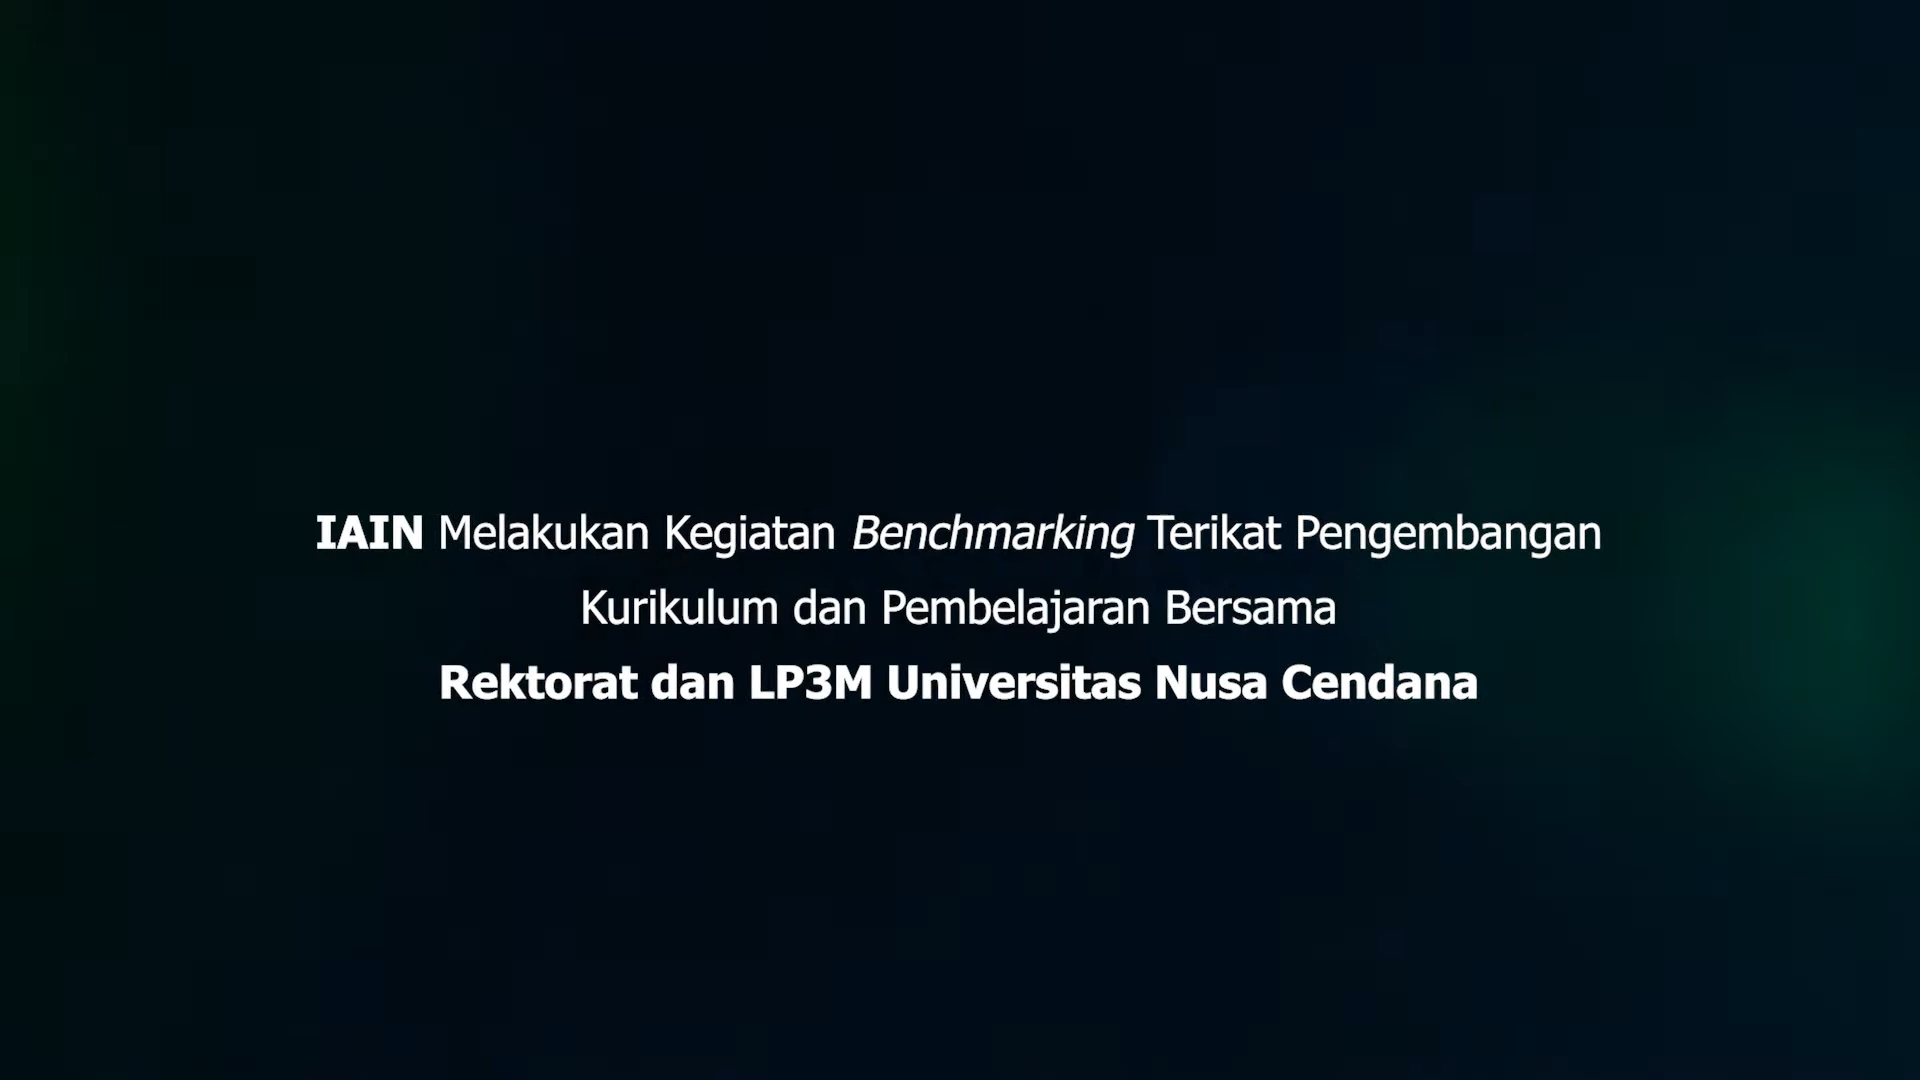 IAIN Melakukan Kegiatan Benchmarking Terikat Pengembangan
Kurikulum dan Pembelajaran Bersama
Rektorat dan LP3M Universitas Nusa Cendana